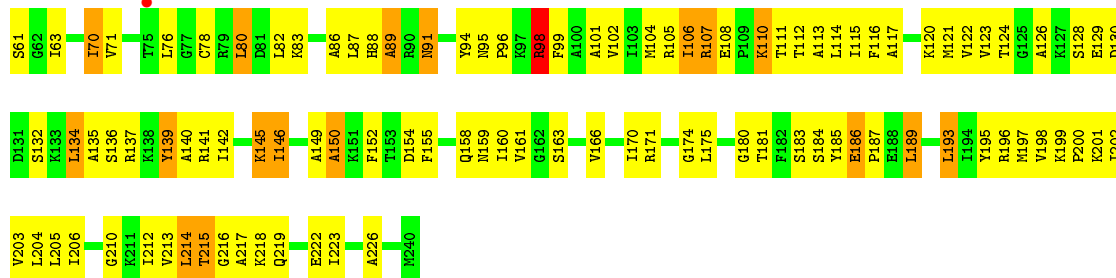 S61 G62 I63 I70 V71 T75 L76 G77 C78 R79 L80 D81 L82 K83 A86 L87 H88 A89 R90 N91 Y94 N95 P96 K97 R98 F99 A100 A101 V102 I103 M104 R105 I106 R107 E108 P109 K110 T111 T112 A113 L114 I115 F116 A117 K120 M121 V122 V123 T124 G125 A126 K127 S128 E129 D130
D131 S132 K133 L134 A135 S136 R137 K138 Y139 A140 R141 I142 K145 I146 A149 A150 K151 F152 T153 D154 F155 Q158 N159 I160 V161 G162 S163 V166 I170 R171 G174 L175 G180 T181 F182 S183 S184 Y185 E186 P187 E188 L189 L193 I194 Y195 R196 M197 V198 K199 P200 K201
V203 L204 L205 I206 G210 K211 I212 V213 L214 T215 G216 A217 K218 Q219 E222 I223 A226 M240